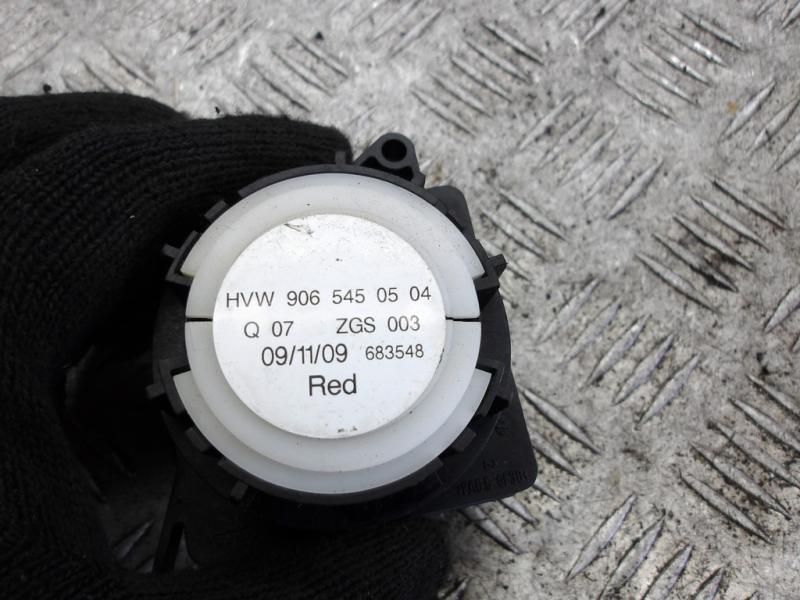 HVW 906 545 05 04
Q 07 ZGS 003
09/11/09 683548
Red